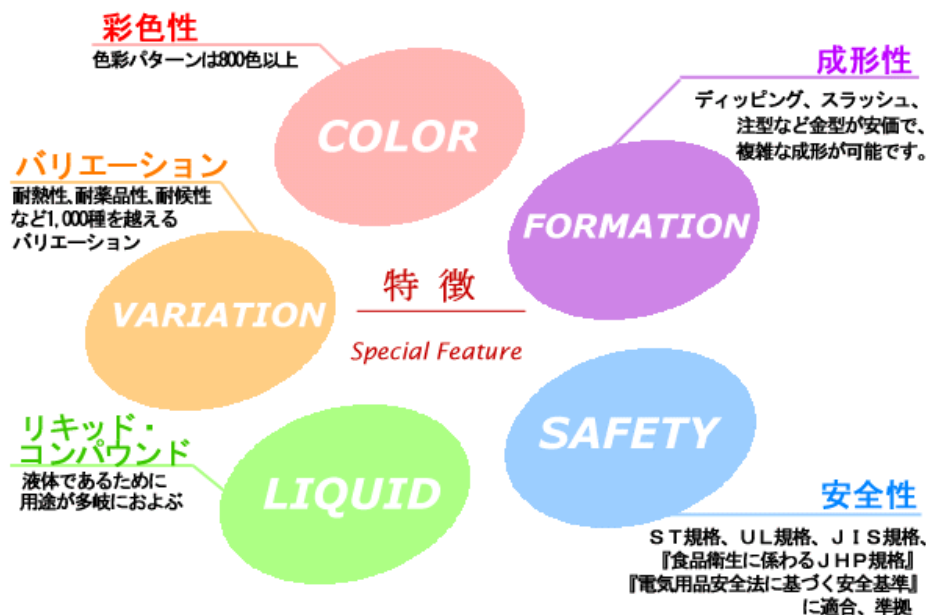 彩色性
色彩パターンは800色以上
COLOR
成形性
ディッピング、スラッシュ、
注型など金型が安価で、
複雑な成形が可能です。
FORMATION
バリエーション
耐熱性、耐薬品性、耐候性
など1,000種を越える
バリエーション
VARIATION
特 徴
Special Feature
リキッド・
コンパウンド
液体であるために
用途が多岐におよぶ
LIQUID
SAFETY
安全性
ST規格、UL規格、JIS規格、
『食品衛生に係わるJHP規格』
『電気用品安全法に基づく安全基準』
に適合、準拠